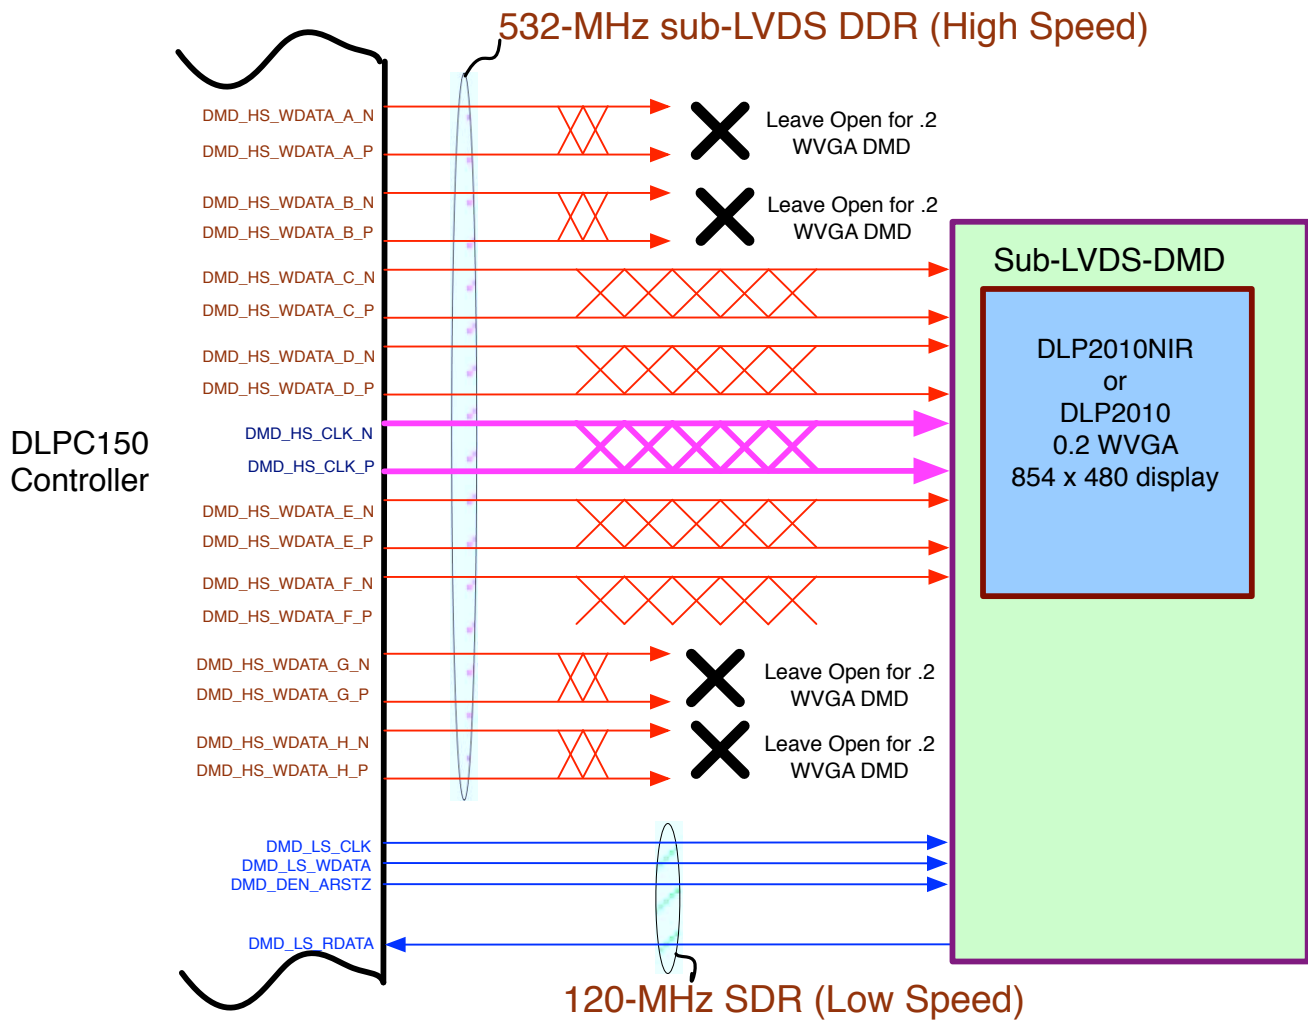 532-MHz sub-LVDS DDR (High Speed)
DMD_HS_WDATA_A_N
DMD_HS_WDATA_A_P
Leave Open for .2
WVGA DMD
DMD_HS_WDATA_B_N
DMD_HS_WDATA_B_P
Leave Open for .2
WVGA DMD
DMD_HS_WDATA_C_N
DMD_HS_WDATA_C_P
DMD_HS_WDATA_D_N
DMD_HS_WDATA_D_P
Sub-LVDS-DMD
DLP2010NIR
or
DLP2010
0.2 WVGA
854 x 480 display
DLPC150
Controller
DMD_HS_CLK_N
DMD_HS_CLK_P
DMD_HS_WDATA_E_N
DMD_HS_WDATA_E_P
DMD_HS_WDATA_F_N
DMD_HS_WDATA_F_P
DMD_HS_WDATA_G_N
DMD_HS_WDATA_G_P
Leave Open for .2
WVGA DMD
DMD_HS_WDATA_H_N
DMD_HS_WDATA_H_P
Leave Open for .2
WVGA DMD
DMD_LS_CLK
DMD_LS_WDATA
DMD_DEN_ARSTZ
DMD_LS_RDATA
120-MHz SDR (Low Speed)